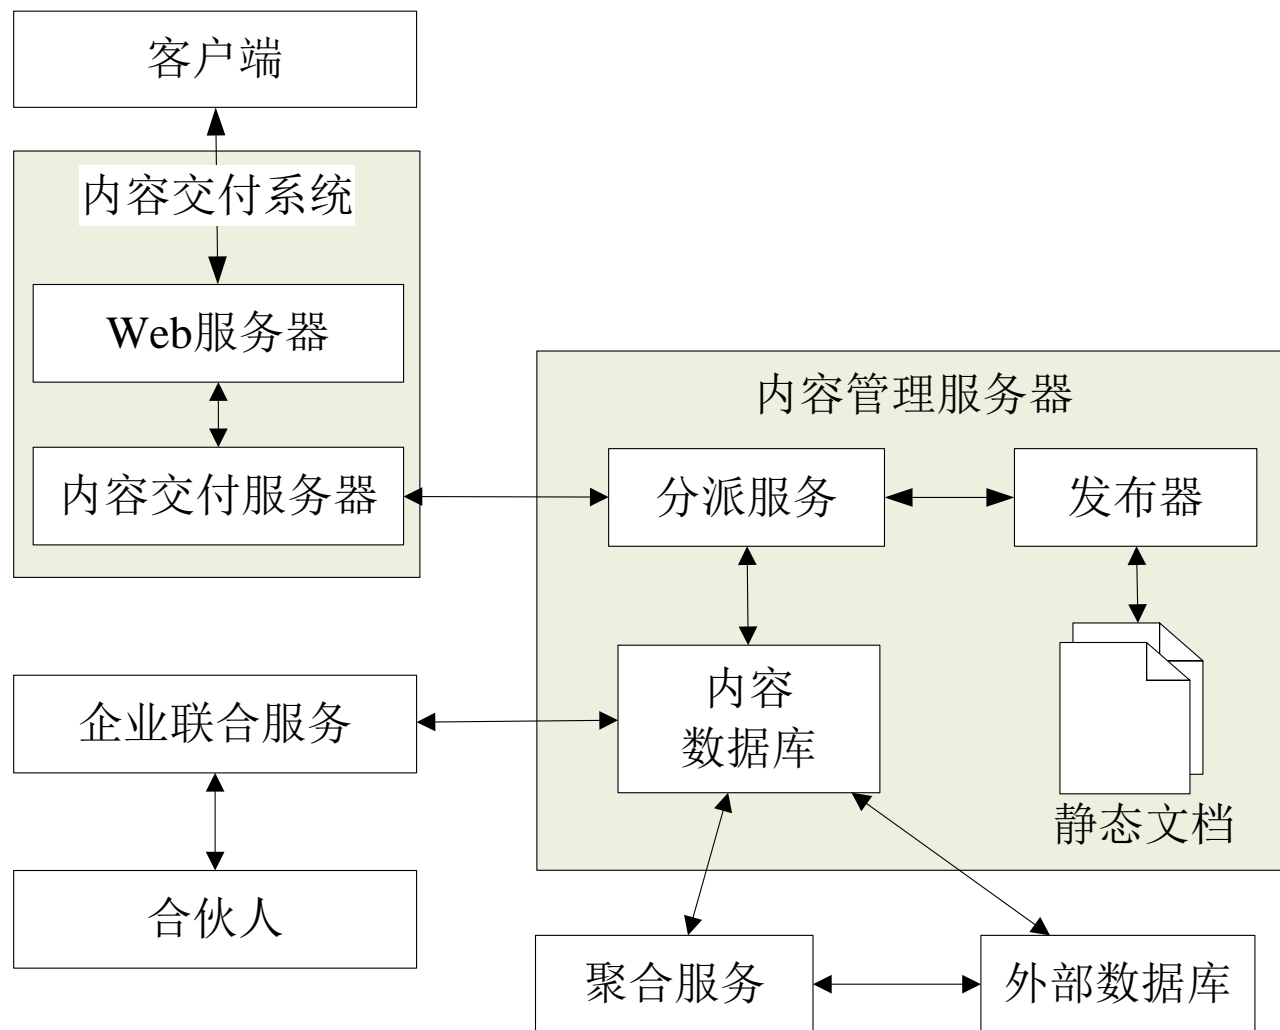 客户端
内容交付系统
Web服务器
内容交付服务器
内容管理服务器
分派服务
发布器
内容
数据库
静态文档
企业联合服务
合伙人
聚合服务
外部数据库